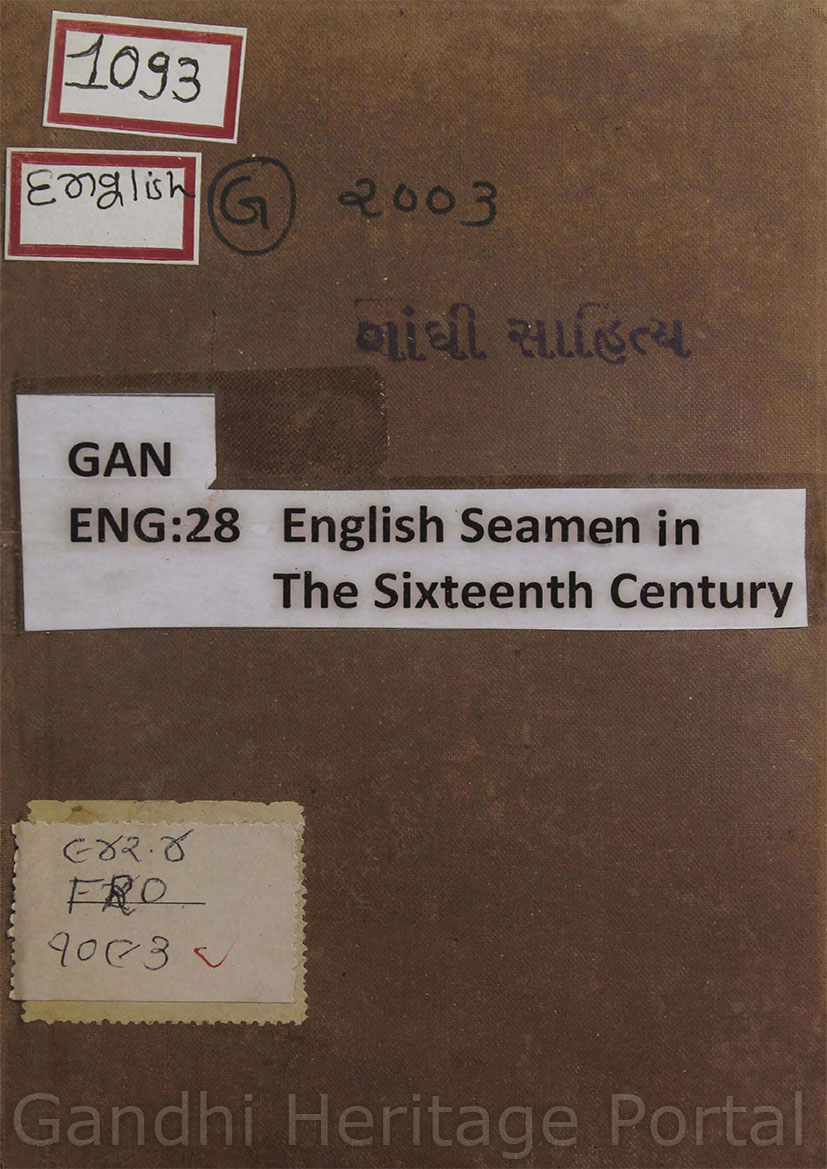 1093
English
G ૨૦૦૩
ગાંધી સાહિત્ય
GAN
ENG:28 English Seamen in
The Sixteenth Century
૯૪૨.૪
FRO
૧૦૯૩
Gandhi Heritage Portal